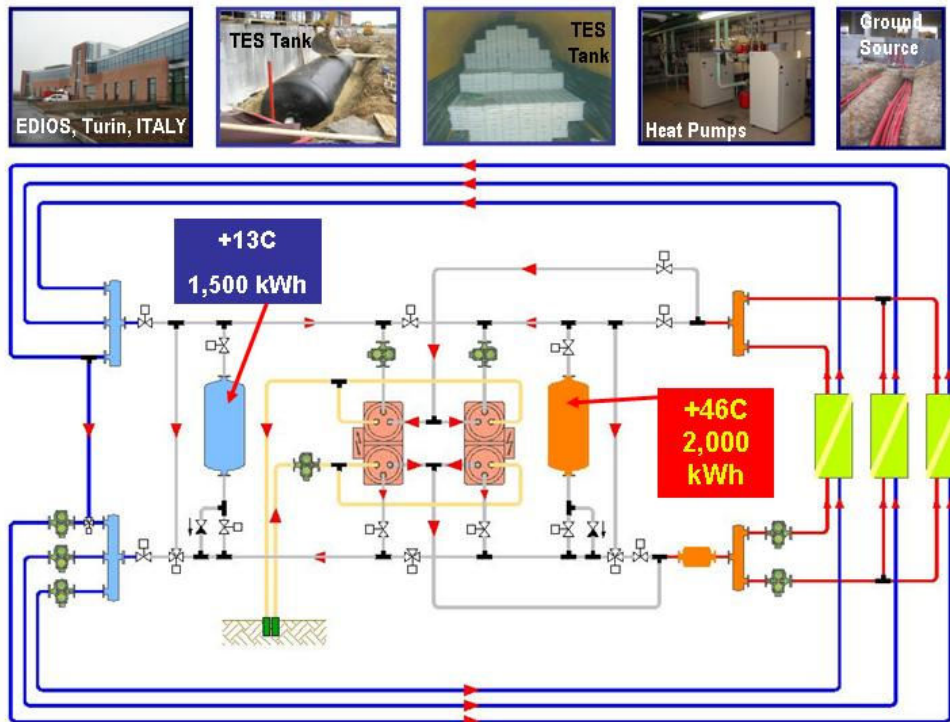 EDIOS, Turin, ITALY
TES Tank
TES
Tank
Heat Pumps
Ground
Source
+13C
1,500 kWh
+46C
2,000
kWh